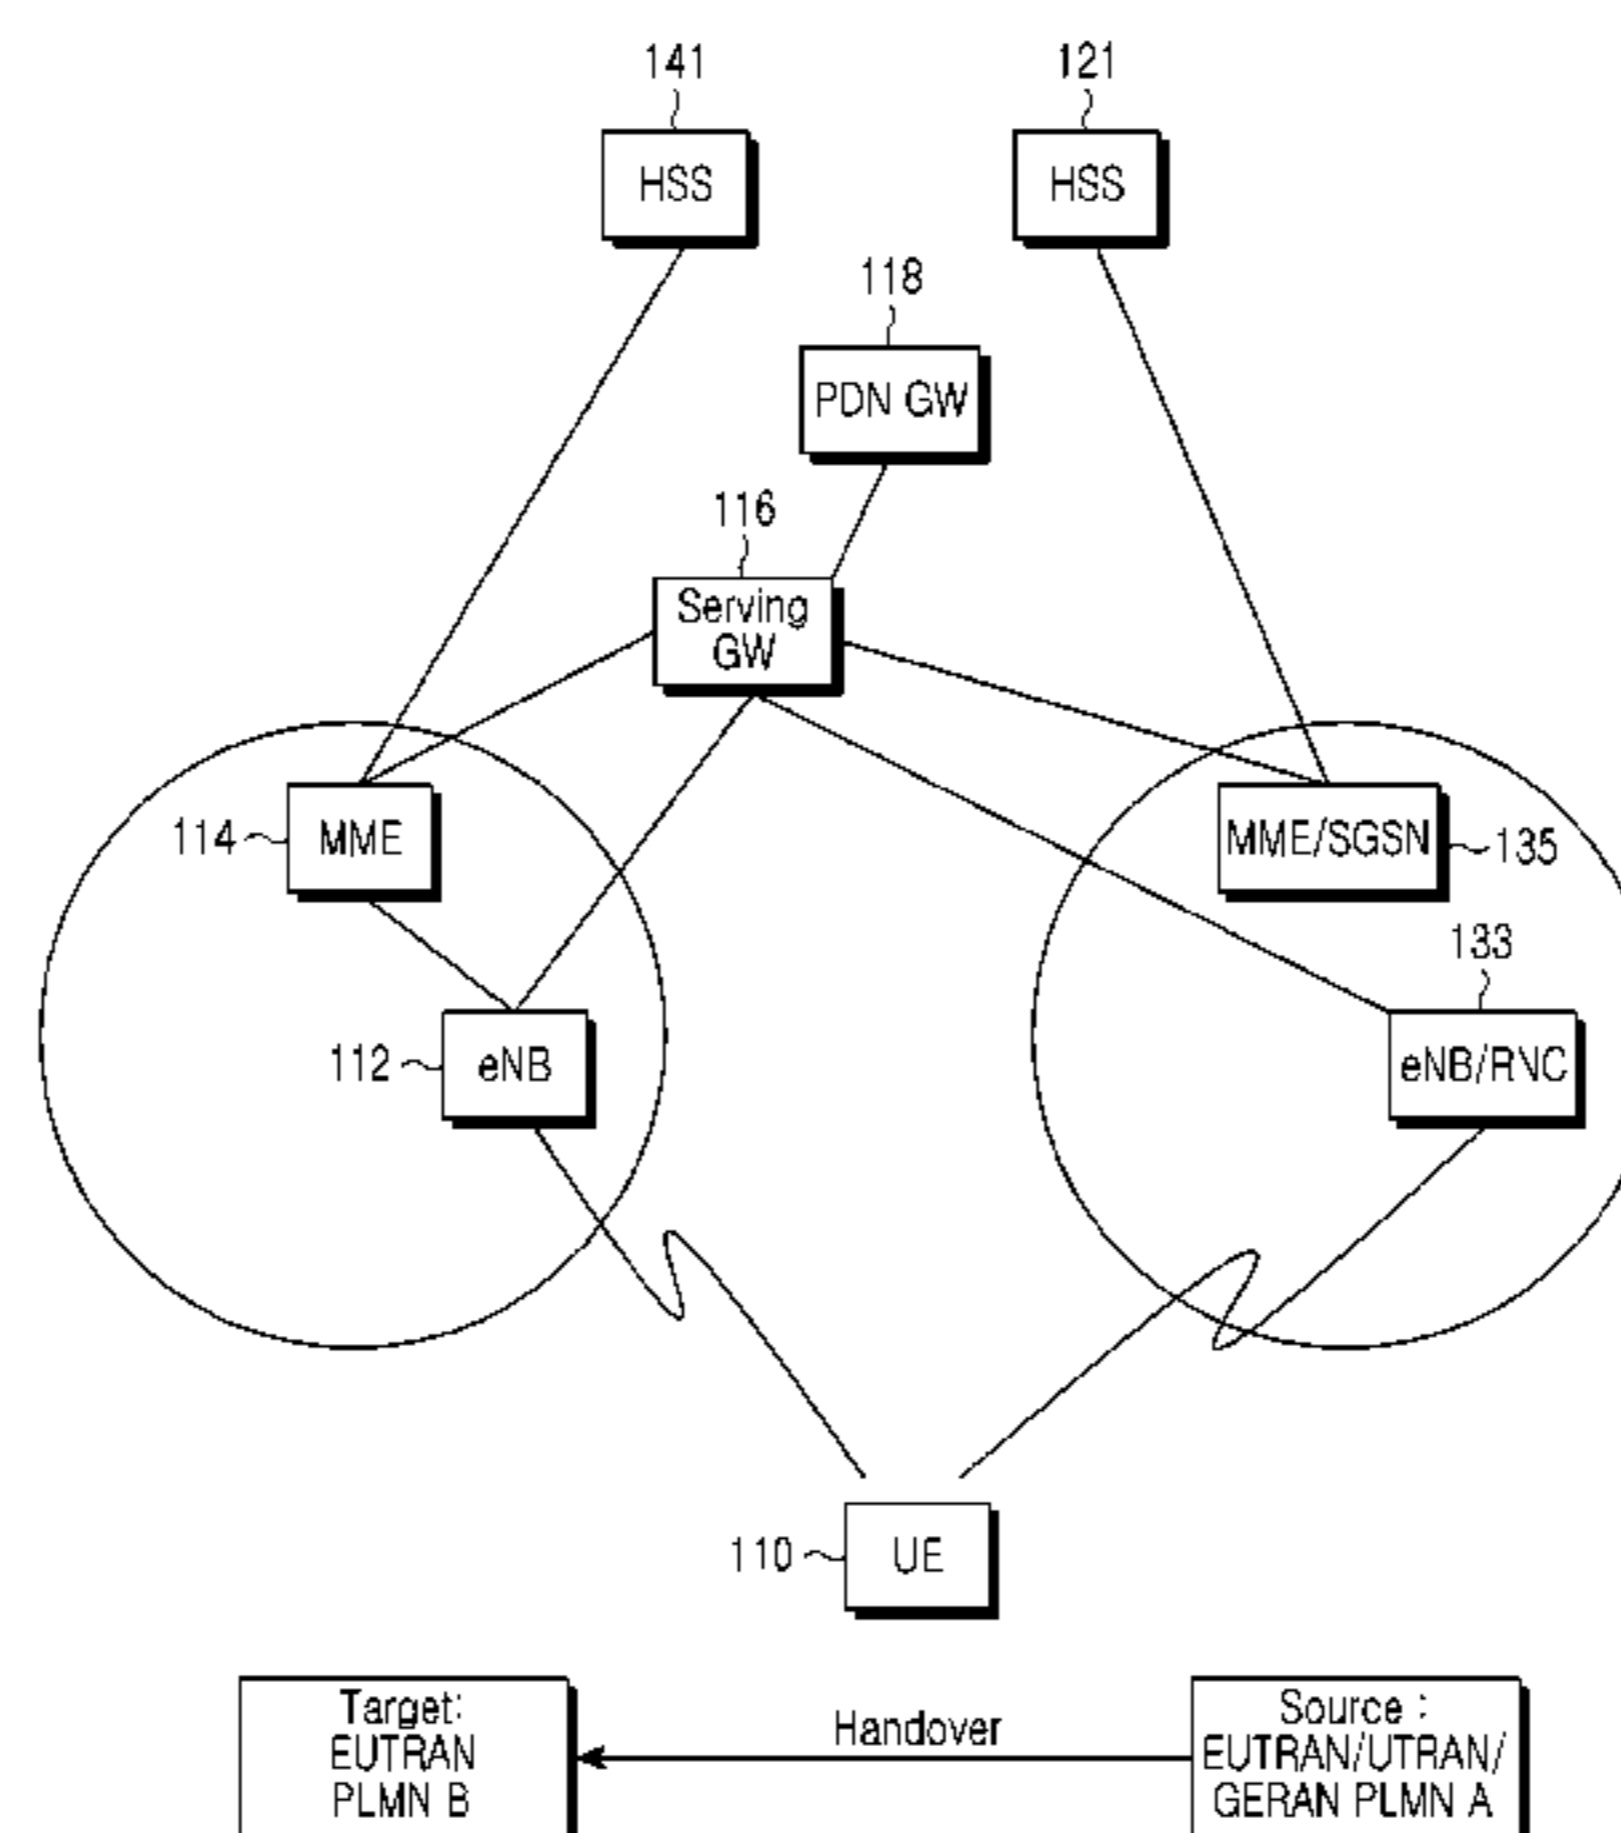 141
121
HSS
HSS
118
PDN GW
116
Serving
GW
114
MME
MME/SGSN
135
133
112
eNB
eNB/RNC
110
UE
Target:
EUTRAN
PLMN B
Handover
Source :
EUTRAN/UTRAN/
GERAN PLMN A